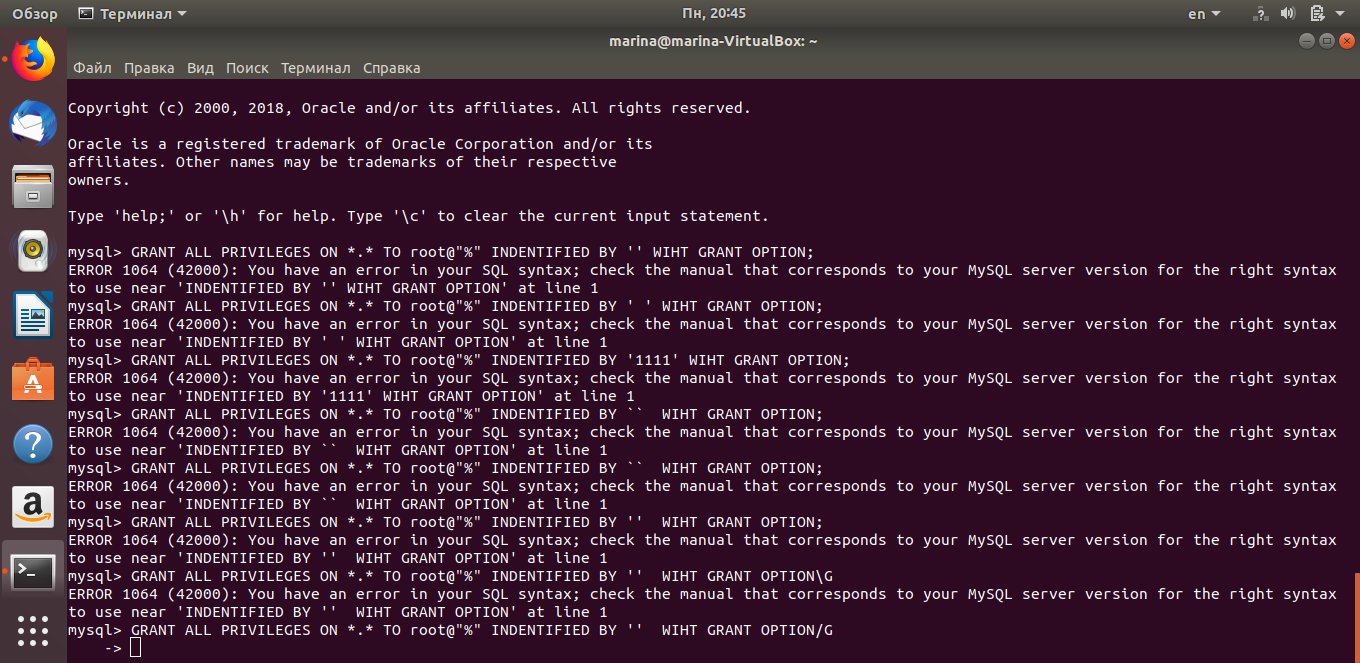 Обзор Терминал Пн, 20:45 en
marina@marina-VirtualBox: ~
Файл Правка Вид Поиск Терминал Справка
Copyright (c) 2000, 2018, Oracle and/or its affiliates. All rights reserved.
Oracle is a registered trademark of Oracle Corporation and/or its
affiliates. Other names may be trademarks of their respective
owners.
Type 'help;' or '\h' for help. Type '\c' to clear the current input statement.
mysql> GRANT ALL PRIVILEGES ON *.* TO root@"%" INDENTIFIED BY '' WIHT GRANT OPTION;
ERROR 1064 (42000): You have an error in your SQL syntax; check the manual that corresponds to your MySQL server version for the right syntax
to use near 'INDENTIFIED BY '' WIHT GRANT OPTION' at line 1
mysql> GRANT ALL PRIVILEGES ON *.* TO root@"%" INDENTIFIED BY ' ' WIHT GRANT OPTION;
ERROR 1064 (42000): You have an error in your SQL syntax; check the manual that corresponds to your MySQL server version for the right syntax
to use near 'INDENTIFIED BY ' ' WIHT GRANT OPTION' at line 1
mysql> GRANT ALL PRIVILEGES ON *.* TO root@"%" INDENTIFIED BY '1111' WIHT GRANT OPTION;
ERROR 1064 (42000): You have an error in your SQL syntax; check the manual that corresponds to your MySQL server version for the right syntax
to use near 'INDENTIFIED BY '1111' WIHT GRANT OPTION' at line 1
mysql> GRANT ALL PRIVILEGES ON *.* TO root@"%" INDENTIFIED BY ``  WIHT GRANT OPTION;
ERROR 1064 (42000): You have an error in your SQL syntax; check the manual that corresponds to your MySQL server version for the right syntax
to use near 'INDENTIFIED BY ``  WIHT GRANT OPTION' at line 1
mysql> GRANT ALL PRIVILEGES ON *.* TO root@"%" INDENTIFIED BY ``  WIHT GRANT OPTION;
ERROR 1064 (42000): You have an error in your SQL syntax; check the manual that corresponds to your MySQL server version for the right syntax
to use near 'INDENTIFIED BY ``  WIHT GRANT OPTION' at line 1
mysql> GRANT ALL PRIVILEGES ON *.* TO root@"%" INDENTIFIED BY ''  WIHT GRANT OPTION;
ERROR 1064 (42000): You have an error in your SQL syntax; check the manual that corresponds to your MySQL server version for the right syntax
to use near 'INDENTIFIED BY ''  WIHT GRANT OPTION' at line 1
mysql> GRANT ALL PRIVILEGES ON *.* TO root@"%" INDENTIFIED BY ''  WIHT GRANT OPTION\G
ERROR 1064 (42000): You have an error in your SQL syntax; check the manual that corresponds to your MySQL server version for the right syntax
to use near 'INDENTIFIED BY ''  WIHT GRANT OPTION' at line 1
mysql> GRANT ALL PRIVILEGES ON *.* TO root@"%" INDENTIFIED BY ''  WIHT GRANT OPTION/G
->